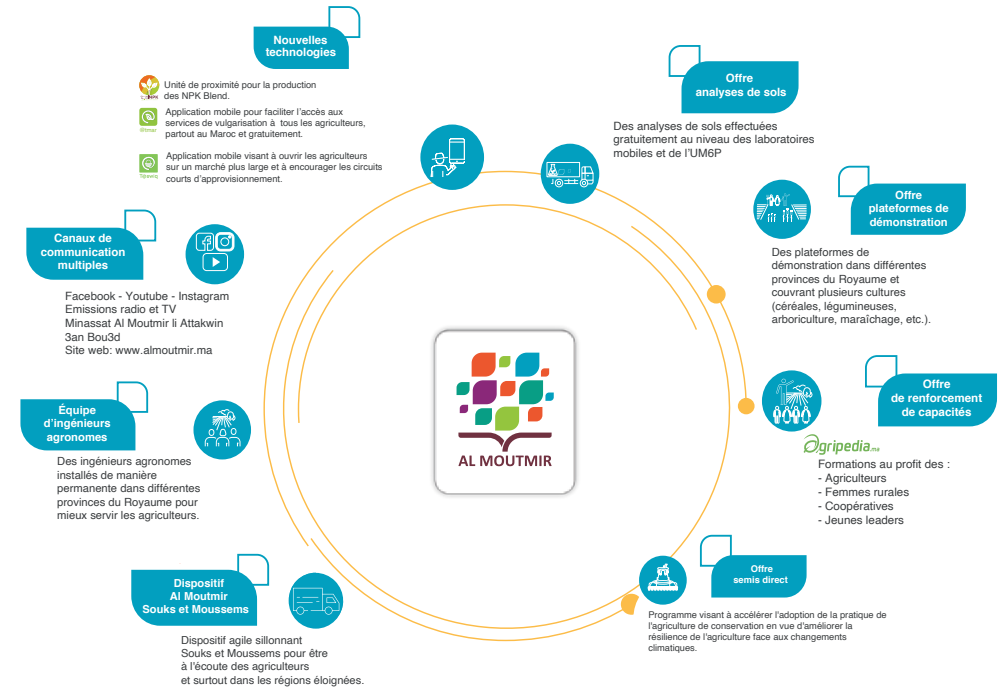 Nouvelles
technologies
Unité de proximité pour la production
des NPK Blend.
Application mobile pour faciliter l'accès aux
services de vulgarisation à tous les agriculteurs,
partout au Maroc et gratuitement.
Application mobile visant à ouvrir les agriculteurs
sur un marché plus large et à encourager les circuits
courts d'approvisionnement.
Offre
analyses de sols
Des analyses de sols effectuées
gratuitement au niveau des laboratoires
mobiles et de l'UM6P
Offre
plateformes de
démonstration
Des plateformes de
démonstration dans différentes
provinces du Royaume et
couvrant plusieurs cultures
(céréales, légumineuses,
arboriculture, maraîchage, etc.).
Canaux de
communication
multiples
Facebook - Youtube - Instagram
Emissions radio et TV
Minassat Al Moutmir li Attakwin
3an Bou3d
Site web: www.almoutmir.ma
AL MOUTMIR
Offre
de renforcement
de capacités
agripedia.ma
Formations au profit des :
- Agriculteurs
- Femmes rurales
- Coopératives
- Jeunes leaders
Équipe
d'ingénieurs
agronomes
Des ingénieurs agronomes
installés de manière
permanente dans différentes
provinces du Royaume pour
mieux servir les agriculteurs.
Offre
semis direct
Programme visant à accélérer l'adoption de la pratique de
l'agriculture de conservation en vue d'améliorer la
résilience de l'agriculture face aux changements
climatiques.
Dispositif
Al Moutmir
Souks et Moussems
Dispositif agile sillonnant
Souks et Moussems pour être
à l'écoute des agriculteurs
et surtout dans les régions éloignées.